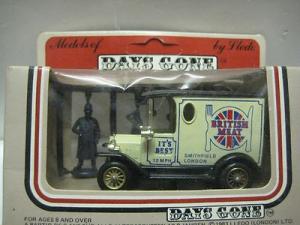 Models of by Lledo
DAYS GONE
BRITISH
MEAT
IT'S
BEST
10 MPH
SMITHFIELD
LONDON
DAYS GONE
FOR AGES 8 AND OVER